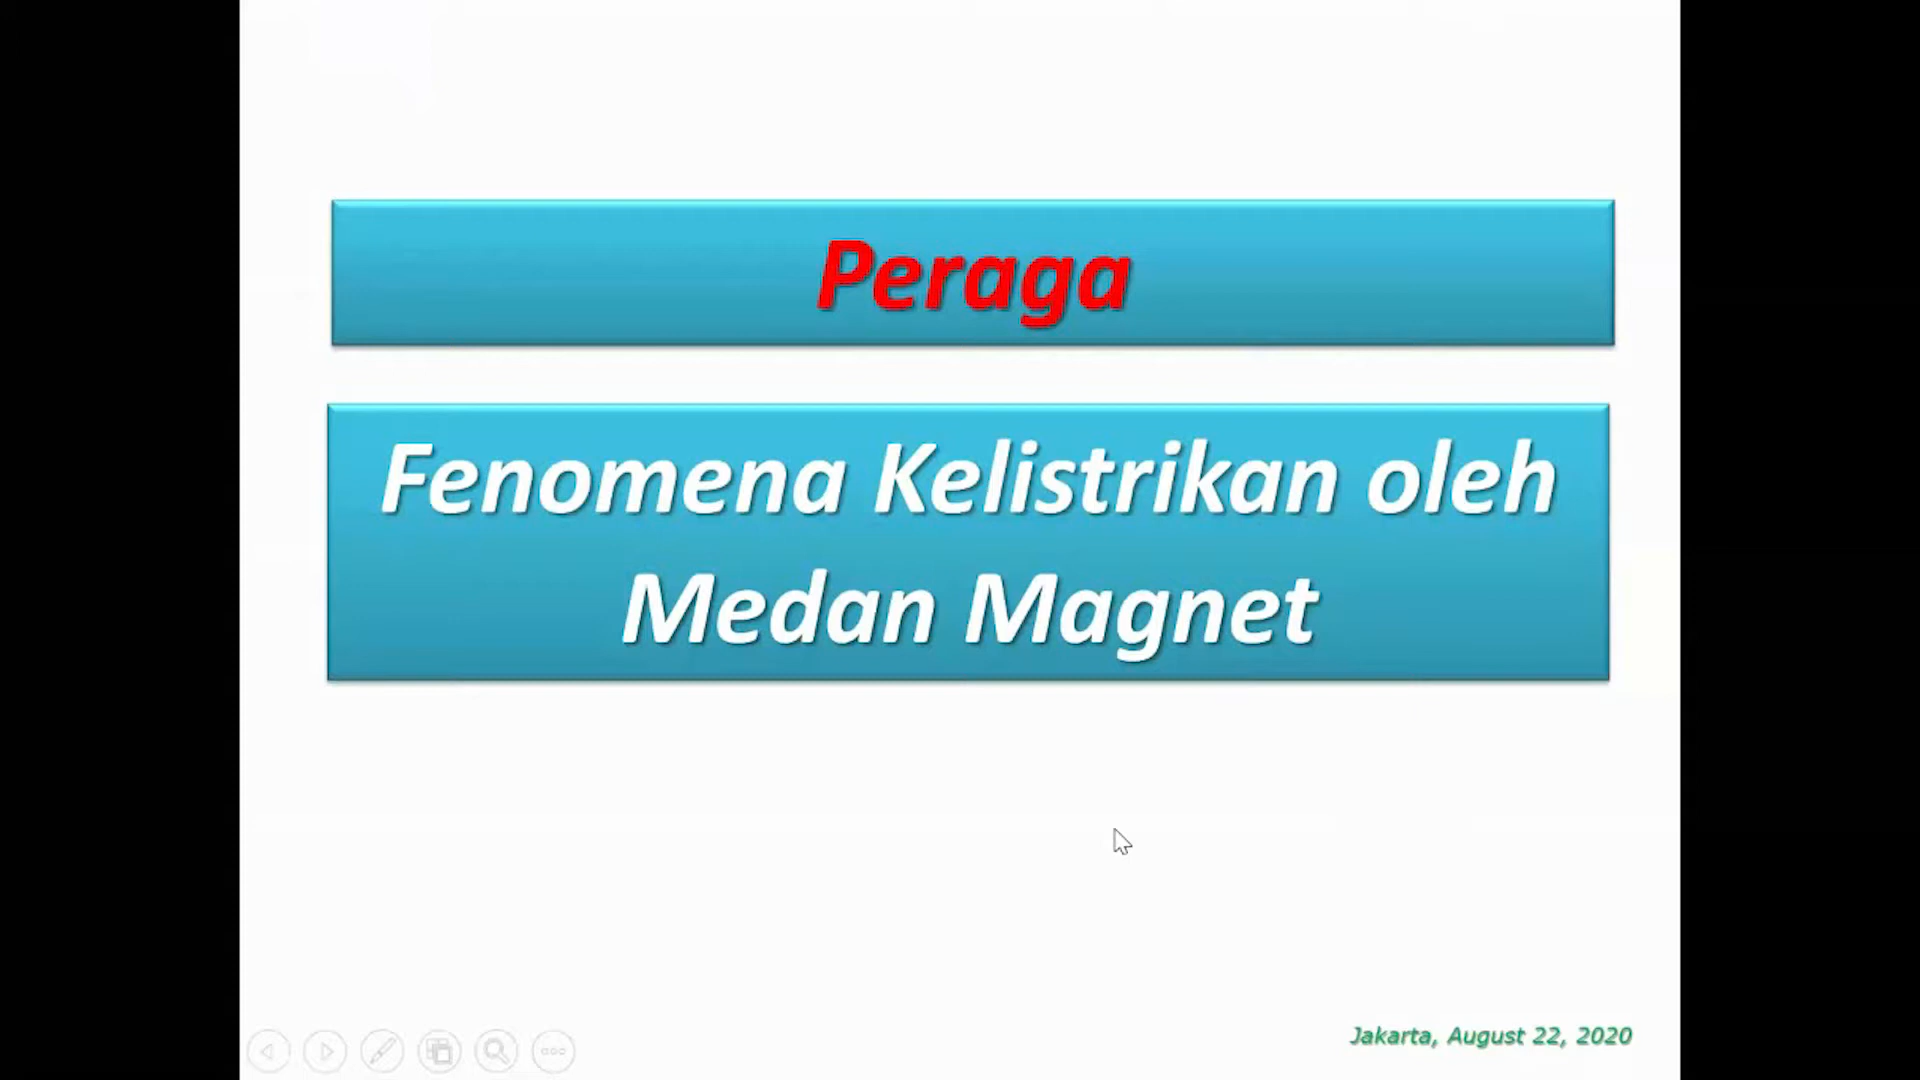 Peraga
Fenomena Kelistrikan oleh
Medan Magnet
Jakarta, August 22, 2020